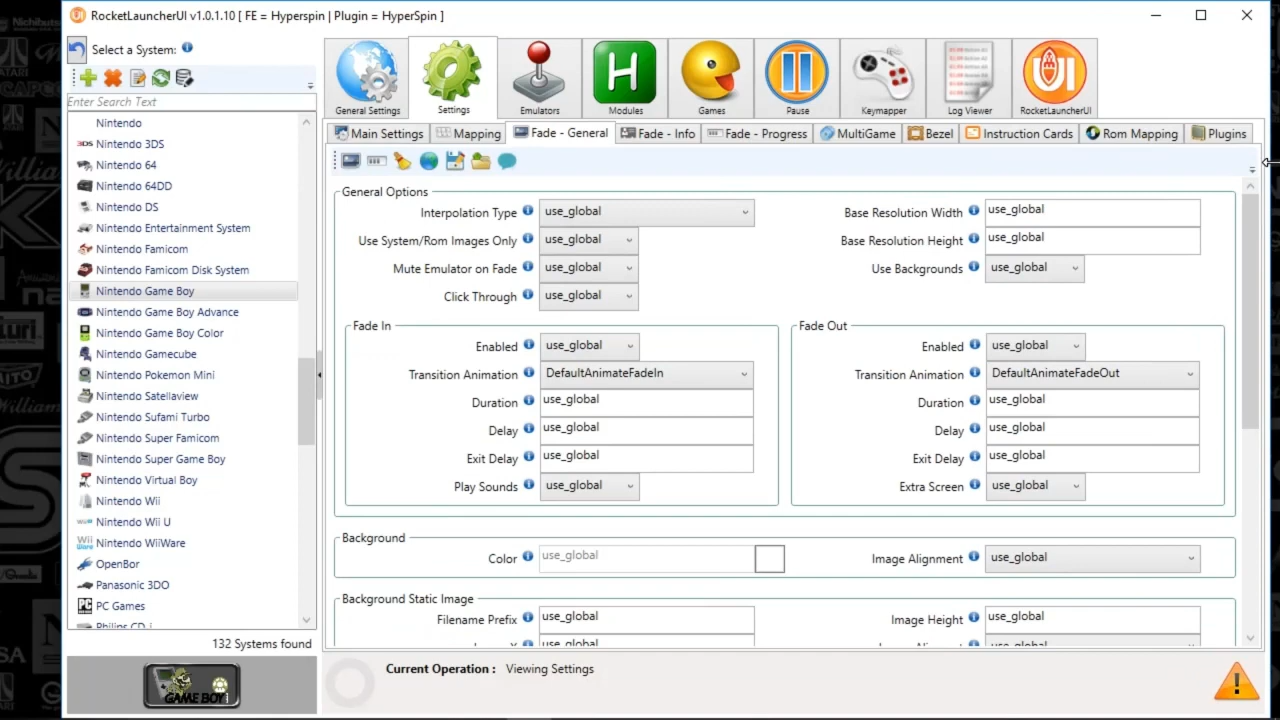 RocketLauncherUI v1.0.1.10 [ FE = Hyperspin | Plugin = HyperSpin ]
Select a System:
Enter Search Text
Nintendo
Nintendo 3DS
Nintendo 64
Nintendo 64DD
Nintendo DS
Nintendo Entertainment System
Nintendo Famicom
Nintendo Famicom Disk System
Nintendo Game Boy
Nintendo Game Boy Advance
Nintendo Game Boy Color
Nintendo Gamecube
Nintendo Pokemon Mini
Nintendo Satellaview
Nintendo Sufami Turbo
Nintendo Super Famicom
Nintendo Super Game Boy
Nintendo Virtual Boy
Nintendo Wii
Nintendo Wii U
Nintendo WiiWare
OpenBor
Panasonic 3DO
PC Games
Philips CD-i
132 Systems found
GAME BOY
General Settings Settings Emulators Modules Games Pause Keymapper Log Viewer RocketLauncherUI
Main Settings Mapping Fade - General Fade - Info Fade - Progress MultiGame Bezel Instruction Cards Rom Mapping Plugins
General Options
Interpolation Type use_global Base Resolution Width use_global
Use System/Rom Images Only use_global Base Resolution Height use_global
Mute Emulator on Fade use_global Use Backgrounds use_global
Click Through use_global
Fade In
Enabled use_global
Transition Animation DefaultAnimateFadeIn
Duration use_global
Delay use_global
Exit Delay use_global
Play Sounds use_global
Fade Out
Enabled use_global
Transition Animation DefaultAnimateFadeOut
Duration use_global
Delay use_global
Exit Delay use_global
Extra Screen use_global
Background
Color use_global Image Alignment use_global
Background Static Image
Filename Prefix use_global Image Height use_global
Current Operation : Viewing Settings